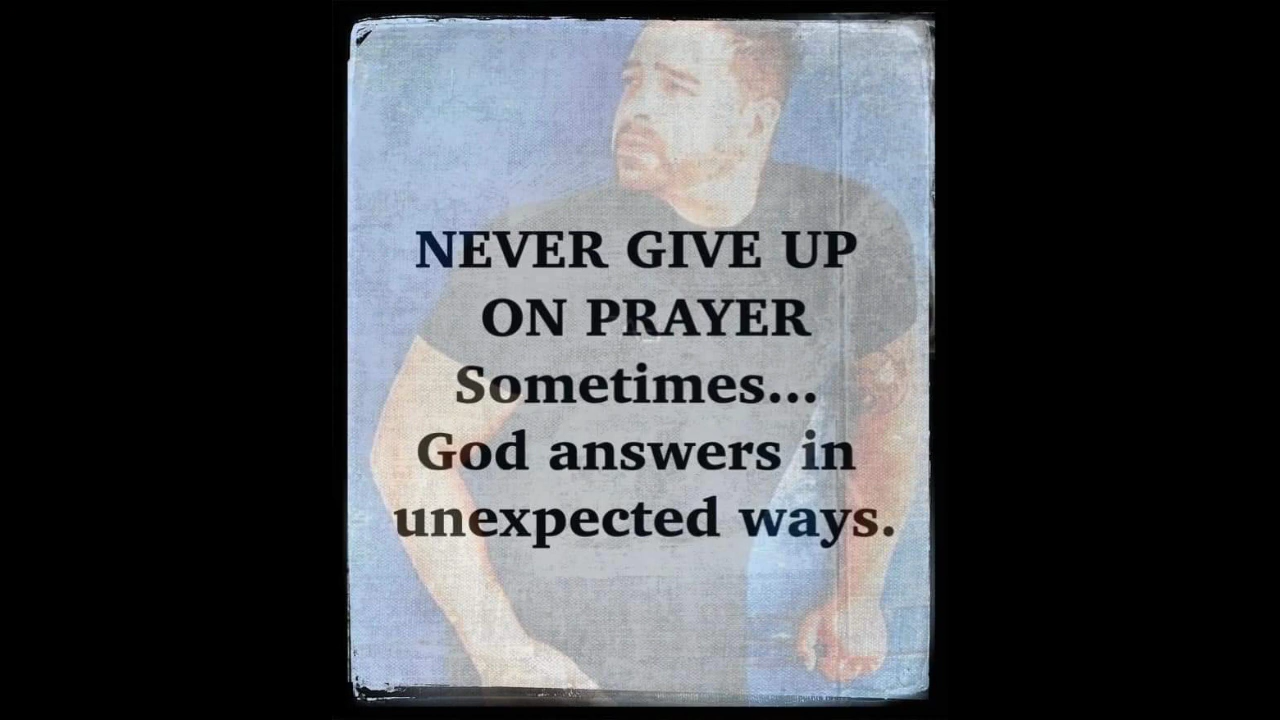 NEVER GIVE UP
ON PRAYER
Sometimes...
God answers in
unexpected ways.